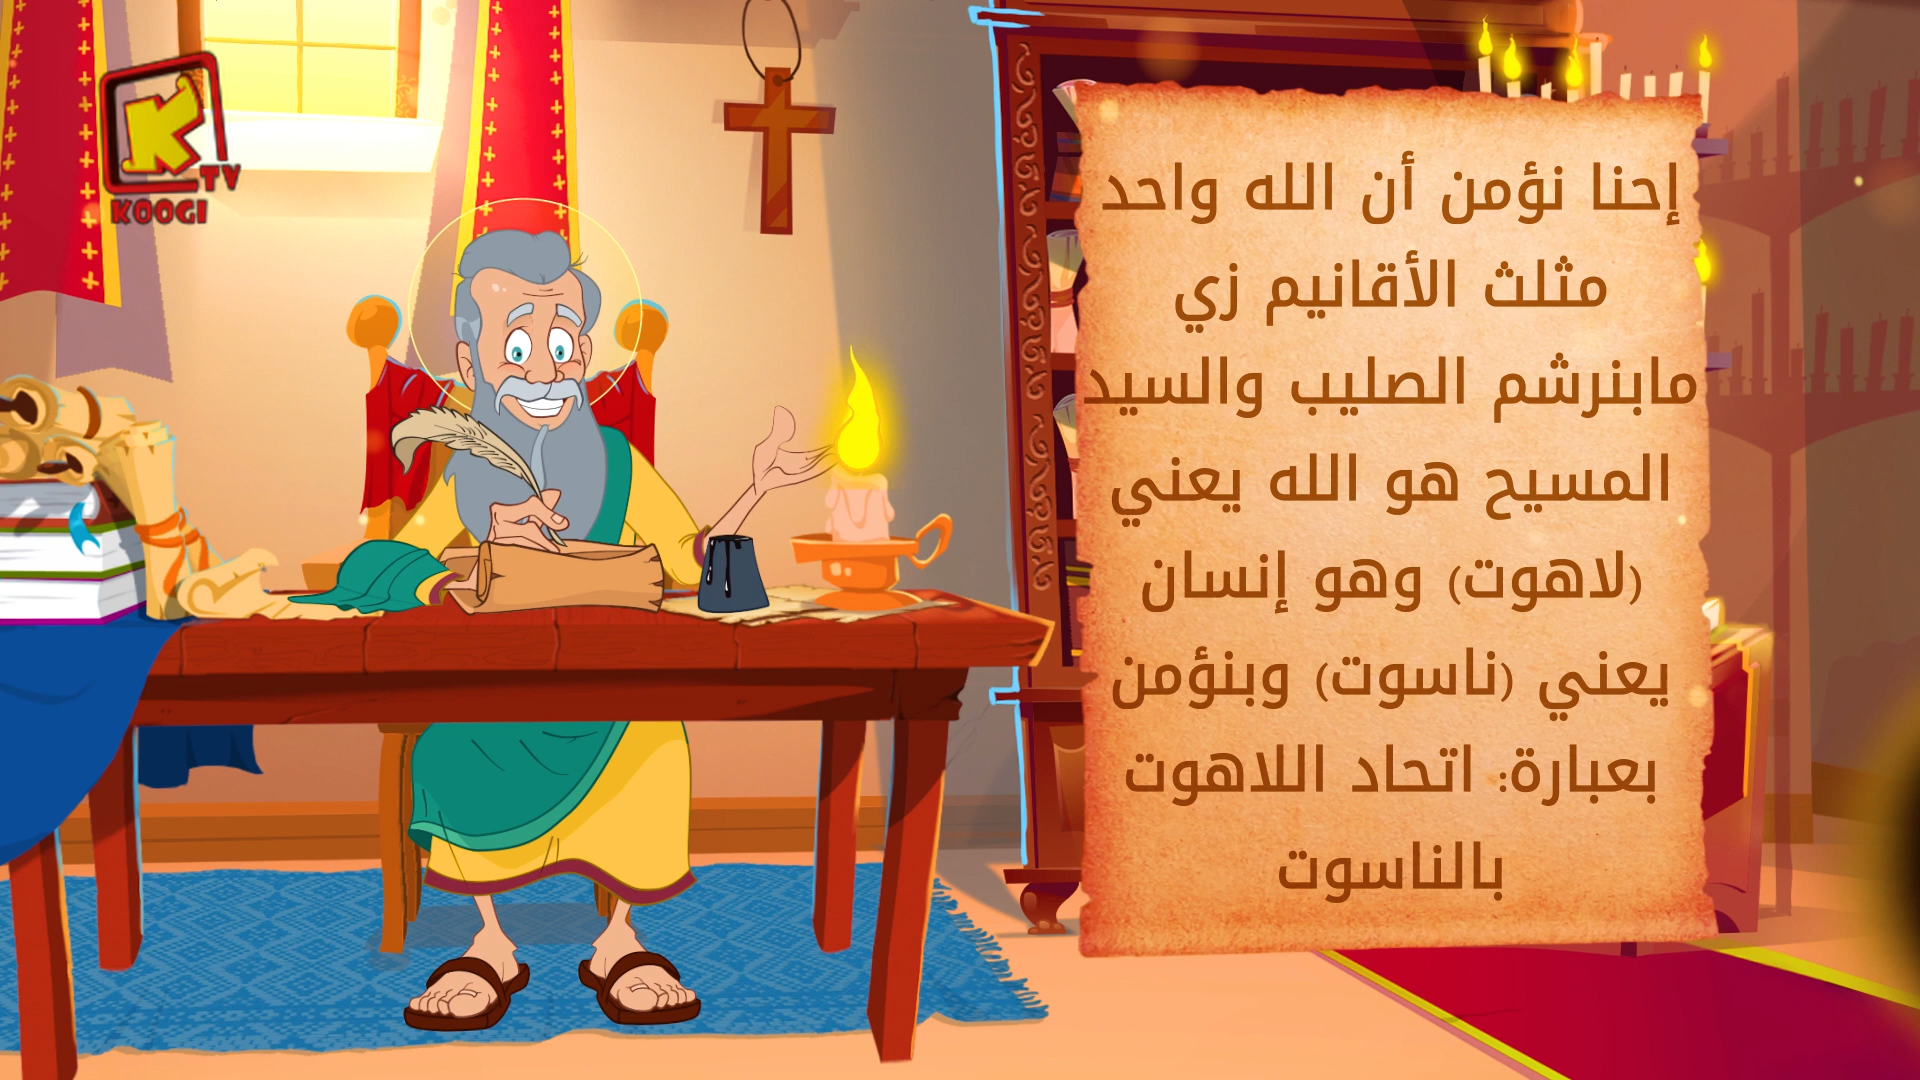 K TV
KOOGI
إحنا نؤمن أن الله واحد
مثلث الأقانيم زي
مابنرشم الصليب والسيد
المسيح هو الله يعني
(لاهوت) وهو إنسان
يعني (ناسوت) وبنؤمن
بعبارة: اتحاد اللاهوت
بالناسوت